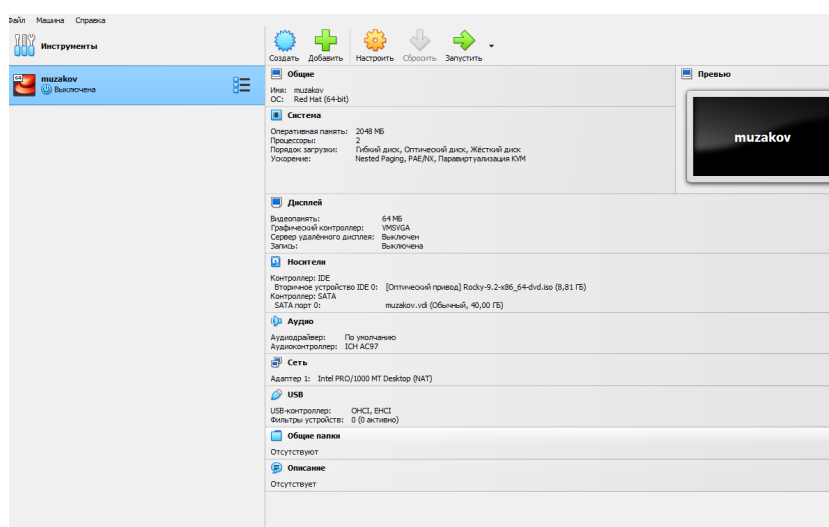 Файл Машина Справка
Инструменты
Создать Добавить Настроить Сбросить Запустить
64
muzakov
Выключена
Общие
Имя: muzakov
ОС: Red Hat (64-bit)
Система
Оперативная память: 2048 МБ
Процессоры: 2
Порядок загрузки: Гибкий диск, Оптический диск, Жёсткий диск
Ускорение: Nested Paging, PAE/NX, Паравиртуализация KVM
Превью
muzakov
Дисплей
Видеопамять: 64 МБ
Графический контроллер: VMSVGA
Сервер удалённого дисплея: Выключен
Запись: Выключена
Носители
Контроллер: IDE
Вторичное устройство IDE 0: [Оптический привод] Rocky-9.2-x86_64-dvd.iso (8,81 ГБ)
Контроллер: SATA
SATA порт 0: muzakov.vdi (Обычный, 40,00 ГБ)
Аудио
Аудиодрайвер: По умолчанию
Аудиоконтроллер: ICH AC97
Сеть
Адаптер 1: Intel PRO/1000 MT Desktop (NAT)
USB
USB-контроллер: OHCI, EHCI
Фильтры устройств: 0 (0 активно)
Общие папки
Отсутствуют
Описание
Отсутствует